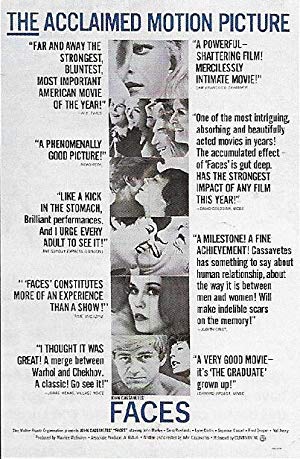 THE ACCLAIMED MOTION PICTURE
"FAR AND AWAY THE
STRONGEST,
BLUNTEST,
MOST IMPORTANT
AMERICAN MOVIE
OF THE YEAR!"
"A PHENOMENALLY
GOOD PICTURE!"
"LIKE A KICK
IN THE STOMACH,
Brilliant performances,
And I URGE EVERY
ADULT TO SEE IT!"
"'FACES' CONSTITUTES
MORE OF AN EXPERIENCE
THAN A SHOW!"
"I THOUGHT IT WAS
GREAT! A merge between
Warhol and Chekhov.
A classic! Go see it!"
"A POWERFUL–
SHATTERING FILM!
MERCILESSLY
INTIMATE MOVIE!"
"One of the most intriguing,
absorbing and beautifully
acted movies in years!
The accumulated effect
of 'Faces' is gut deep.
HAS THE STRONGEST
IMPACT OF ANY FILM
THIS YEAR!"
"A MILESTONE! A FINE
ACHIEVEMENT! Cassavetes
has something to say about
human relationship, about
the way it is between
men and women! Will
make indelible scars
on the memory!"
—JUDITH CRIST
"A VERY GOOD MOVIE–
it's 'THE GRADUATE'
grown up!"
JOHN CASSAVETES'
FACES